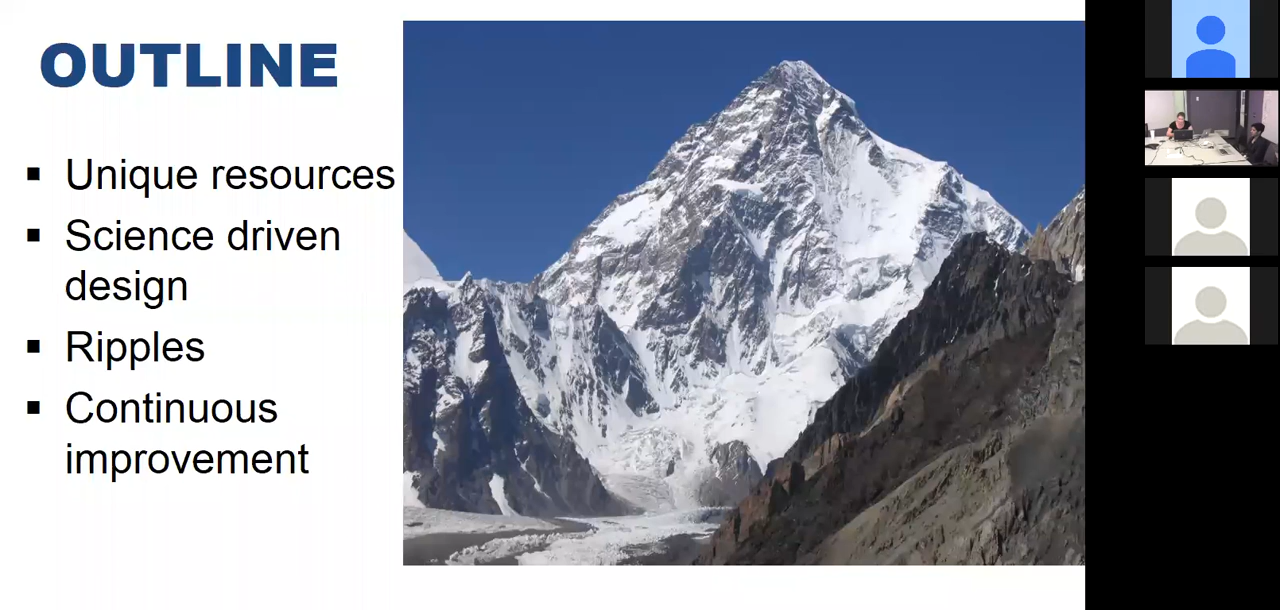 OUTLINE
▪ Unique resources
▪ Science driven
design
▪ Ripples
▪ Continuous
improvement